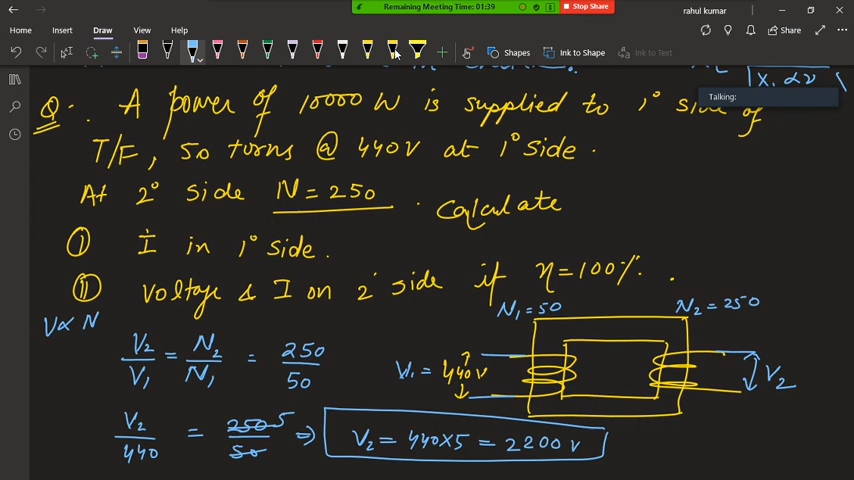 Remaining Meeting Time: 01:39
Stop Share
rahul kumar
Home Insert Draw View Help
Share
Shapes
Ink to Shape
Ink to Text
Talking:
Q. A power of 10000 W is supplied to 1° side of
T/F, 50 turns @ 440V at 1° side.
At 2° side N = 250 . Calculate
(i) I in 1° side.
(ii) Voltage & I on 2° side if η = 100%.
V ∝ N
N₁ = 50 N₂ = 250
V₂/V₁ = N₂/N₁ = 250/50
V₁ = 440V
V₂
V₂/440 = 250/50 5 ⇒ V₂ = 440×5 = 2200 V